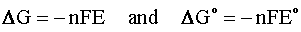 ΔG = – nFE and ΔG° = – nFE°